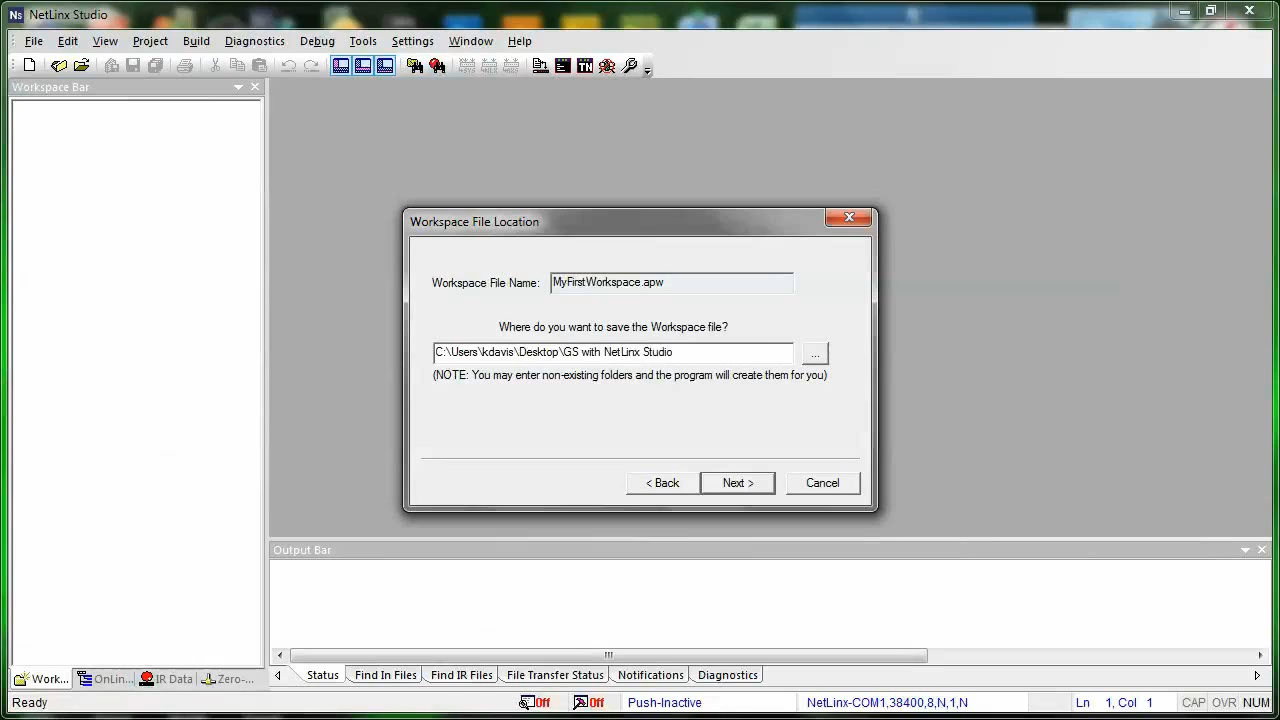 NetLinx Studio
File Edit View Project Build Diagnostics Debug Tools Settings Window Help
Workspace Bar
Workspace File Location
Workspace File Name: MyFirstWorkspace.apw
Where do you want to save the Workspace file?
C:\Users\kdavis\Desktop\GS with NetLinx Studio ...
(NOTE: You may enter non-existing folders and the program will create them for you)
< Back Next > Cancel
Output Bar
Work... OnLin... IR Data Zero-...
Status Find In Files Find IR Files File Transfer Status Notifications Diagnostics
Ready Off Off Push-Inactive NetLinx-COM1,38400,8,N,1,N Ln 1, Col 1 CAP OVR NUM